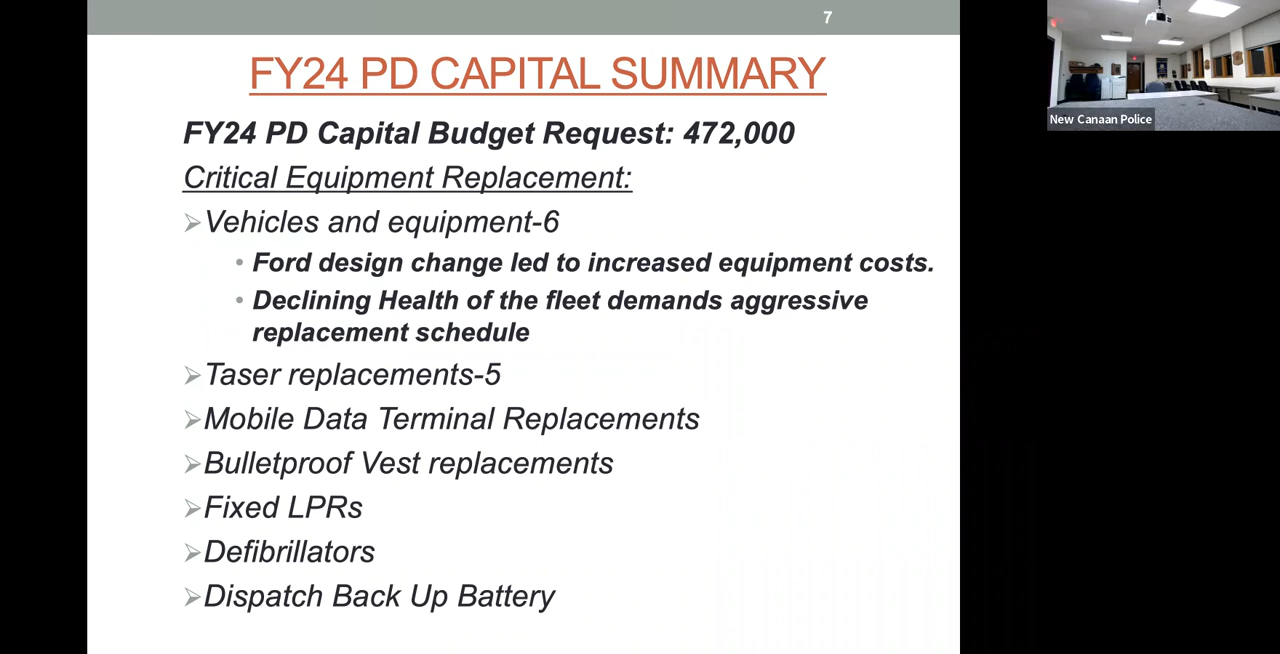 7
FY24 PD CAPITAL SUMMARY
FY24 PD Capital Budget Request: 472,000
Critical Equipment Replacement:
Vehicles and equipment-6
Ford design change led to increased equipment costs.
Declining Health of the fleet demands aggressive
replacement schedule
Taser replacements-5
Mobile Data Terminal Replacements
Bulletproof Vest replacements
Fixed LPRs
Defibrillators
Dispatch Back Up Battery
New Canaan Police